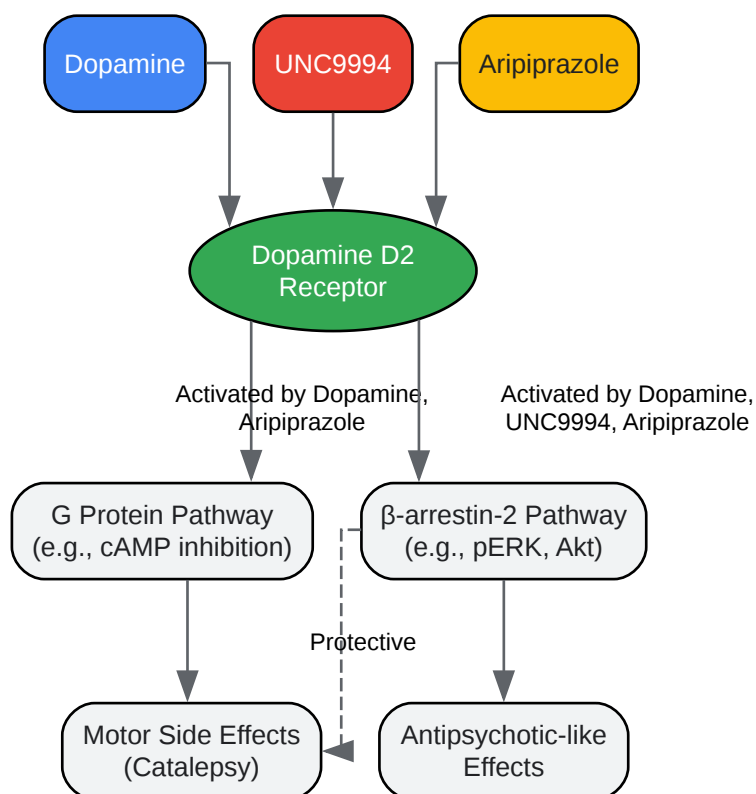 Dopamine
UNC9994
Aripiprazole
Dopamine D2
Receptor
Activated by Dopamine,
Aripiprazole
Activated by Dopamine,
UNC9994, Aripiprazole
G Protein Pathway
(e.g., cAMP inhibition)
β-arrestin-2 Pathway
(e.g., pERK, Akt)
Protective
Motor Side Effects
(Catalepsy)
Antipsychotic-like
Effects